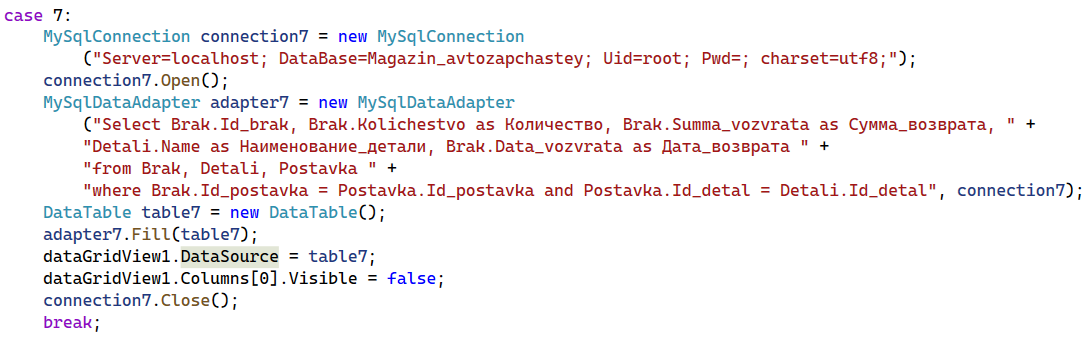 case 7:
    MySqlConnection connection7 = new MySqlConnection
        ("Server=localhost; DataBase=Magazin_avtozapchastey; Uid=root; Pwd=; charset=utf8;");
    connection7.Open();
    MySqlDataAdapter adapter7 = new MySqlDataAdapter
        ("Select Brak.Id_brak, Brak.Kolichestvo as Количество, Brak.Summa_vozvrata as Сумма_возврата, " +
        "Detali.Name as Наименование_детали, Brak.Data_vozvrata as Дата_возврата " +
        "from Brak, Detali, Postavka " +
        "where Brak.Id_postavka = Postavka.Id_postavka and Postavka.Id_detal = Detali.Id_detal", connection7);
    DataTable table7 = new DataTable();
    adapter7.Fill(table7);
    dataGridView1.DataSource = table7;
    dataGridView1.Columns[0].Visible = false;
    connection7.Close();
    break;